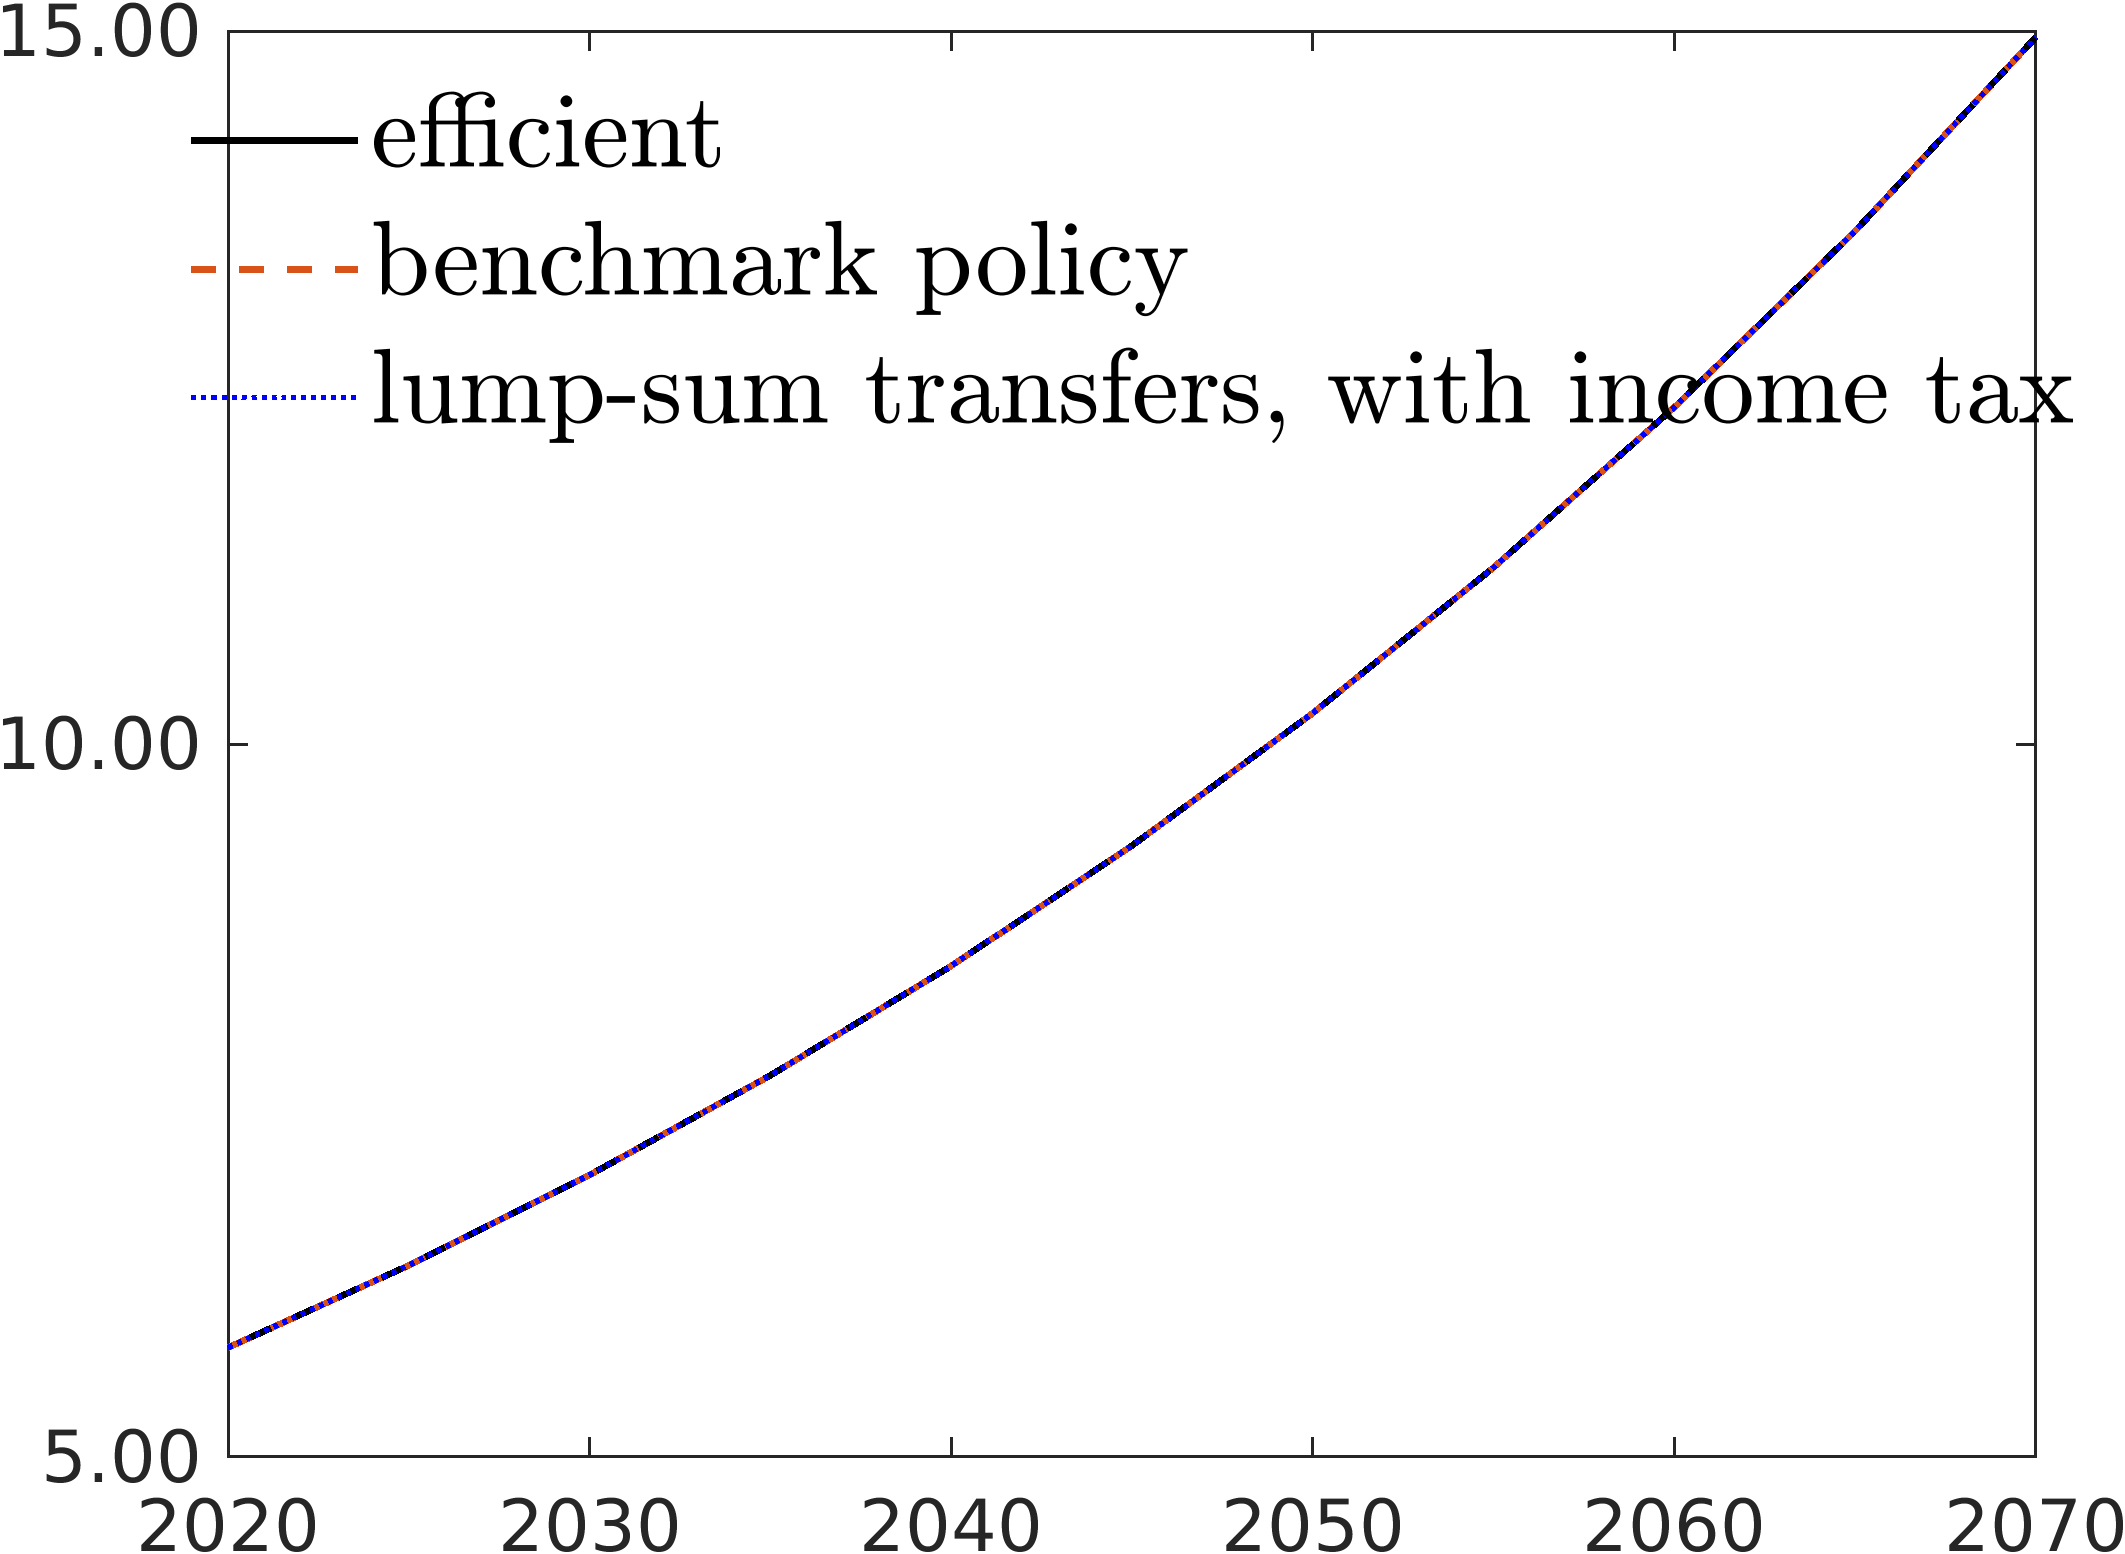 15.00
efficient
benchmark policy
lump-sum transfers, with income tax
10.00
5.00
2020 2030 2040 2050 2060 2070